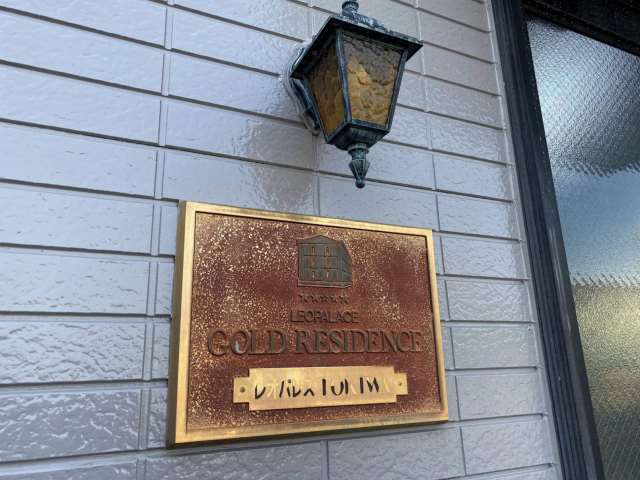 LEOPALACE
GOLD RESIDENCE
レオパレス